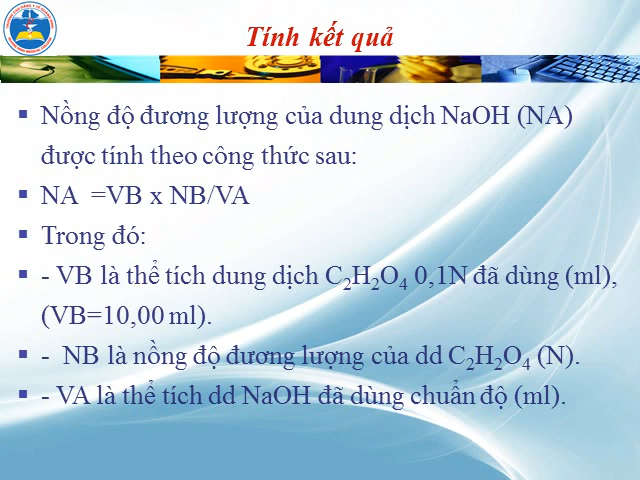 Tính kết quả
▪ Nồng độ đương lượng của dung dịch NaOH (NA)
được tính theo công thức sau:
▪ NA =VB x NB/VA
▪ Trong đó:
▪ - VB là thể tích dung dịch C₂H₂O₄ 0,1N đã dùng (ml),
(VB=10,00 ml).
▪ - NB là nồng độ đương lượng của dd C₂H₂O₄ (N).
▪ - VA là thể tích dd NaOH đã dùng chuẩn độ (ml).